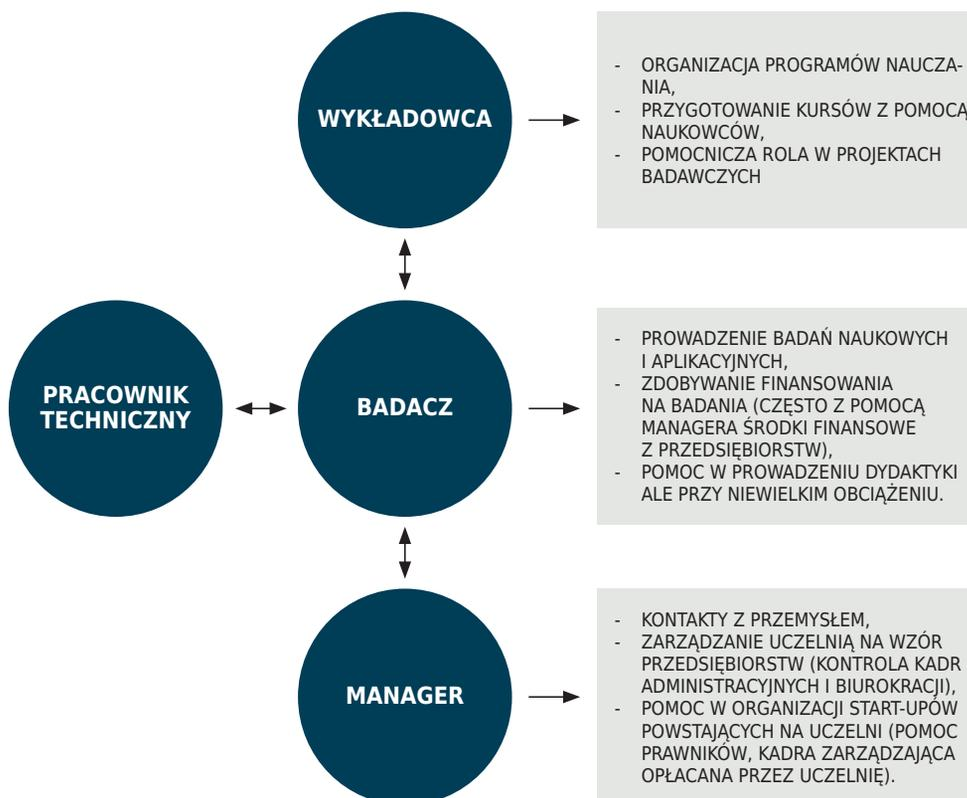 WYKŁADOWCA
- ORGANIZACJA PROGRAMÓW NAUCZA-
NIA,
- PRZYGOTOWANIE KURSÓW Z POMOCĄ
NAUKOWCÓW,
- POMOCNICZA ROLA W PROJEKTACH
BADAWCZYCH
PRACOWNIK
TECHNICZNY
BADACZ
- PROWADZENIE BADAŃ NAUKOWYCH
I APLIKACYJNYCH,
- ZDOBYWANIE FINANSOWANIA
NA BADANIA (CZĘSTO Z POMOCĄ
MANAGERA ŚRODKI FINANSOWE
Z PRZEDSIĘBIORSTW),
- POMOC W PROWADZENIU DYDAKTYKI
ALE PRZY NIEWIELKIM OBCIĄŻENIU.
MANAGER
- KONTAKTY Z PRZEMYSŁEM,
- ZARZĄDZANIE UCZELNIĄ NA WZÓR
PRZEDSIĘBIORSTW (KONTROLA KADR
ADMINISTRACYJNYCH I BIUROKRACJI),
- POMOC W ORGANIZACJI START-UPÓW
POWSTAJĄCYCH NA UCZELNI (POMOC
PRAWNIKÓW, KADRA ZARZĄDZAJĄCA
OPŁACANA PRZEZ UCZELNIĘ).